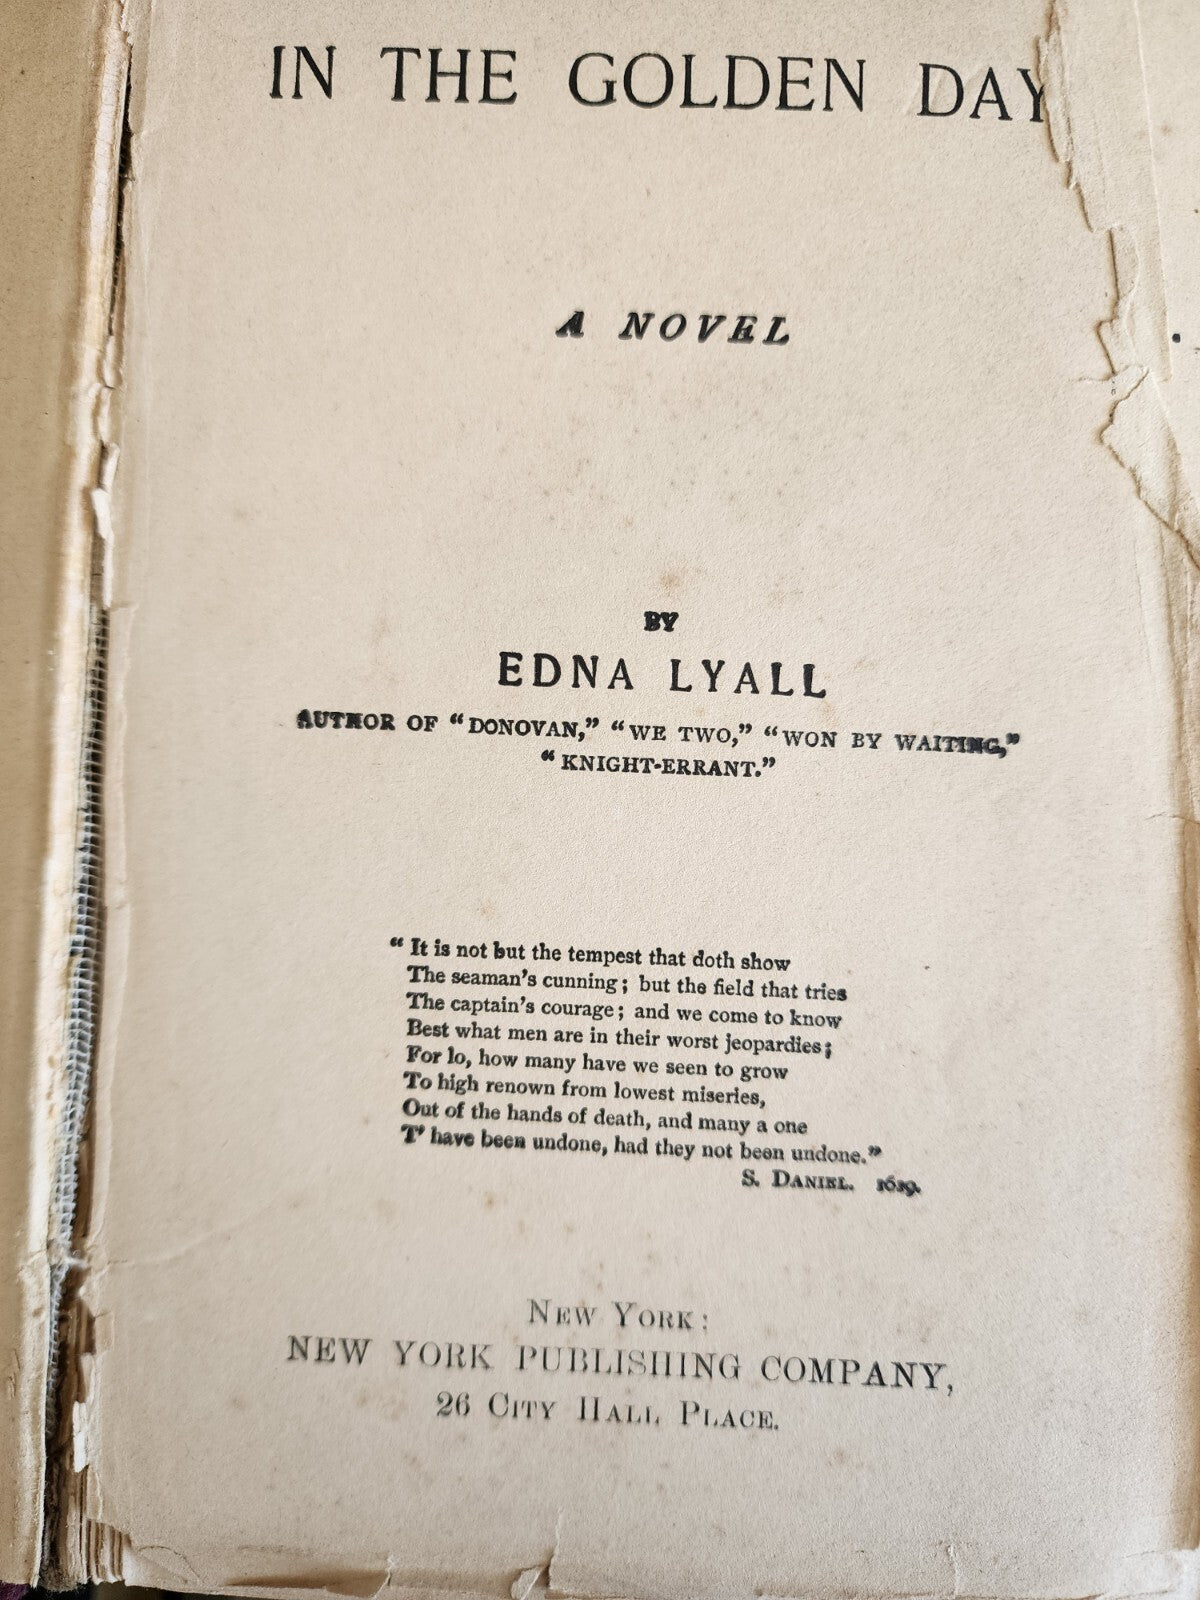 IN THE GOLDEN DAY
A NOVEL
BY
EDNA LYALL
AUTHOR OF “DONOVAN,” “WE TWO,” “WON BY WAITING,”
“KNIGHT-ERRANT.”
“It is not but the tempest that doth show
The seaman's cunning; but the field that tries
The captain's courage; and we come to know
Best what men are in their worst jeopardies;
For lo, how many have we seen to grow
To high renown from lowest miseries,
Out of the hands of death, and many a one
T' have been undone, had they not been undone.”
S. DANIEL. 1619.
NEW YORK:
NEW YORK PUBLISHING COMPANY,
26 CITY HALL PLACE.